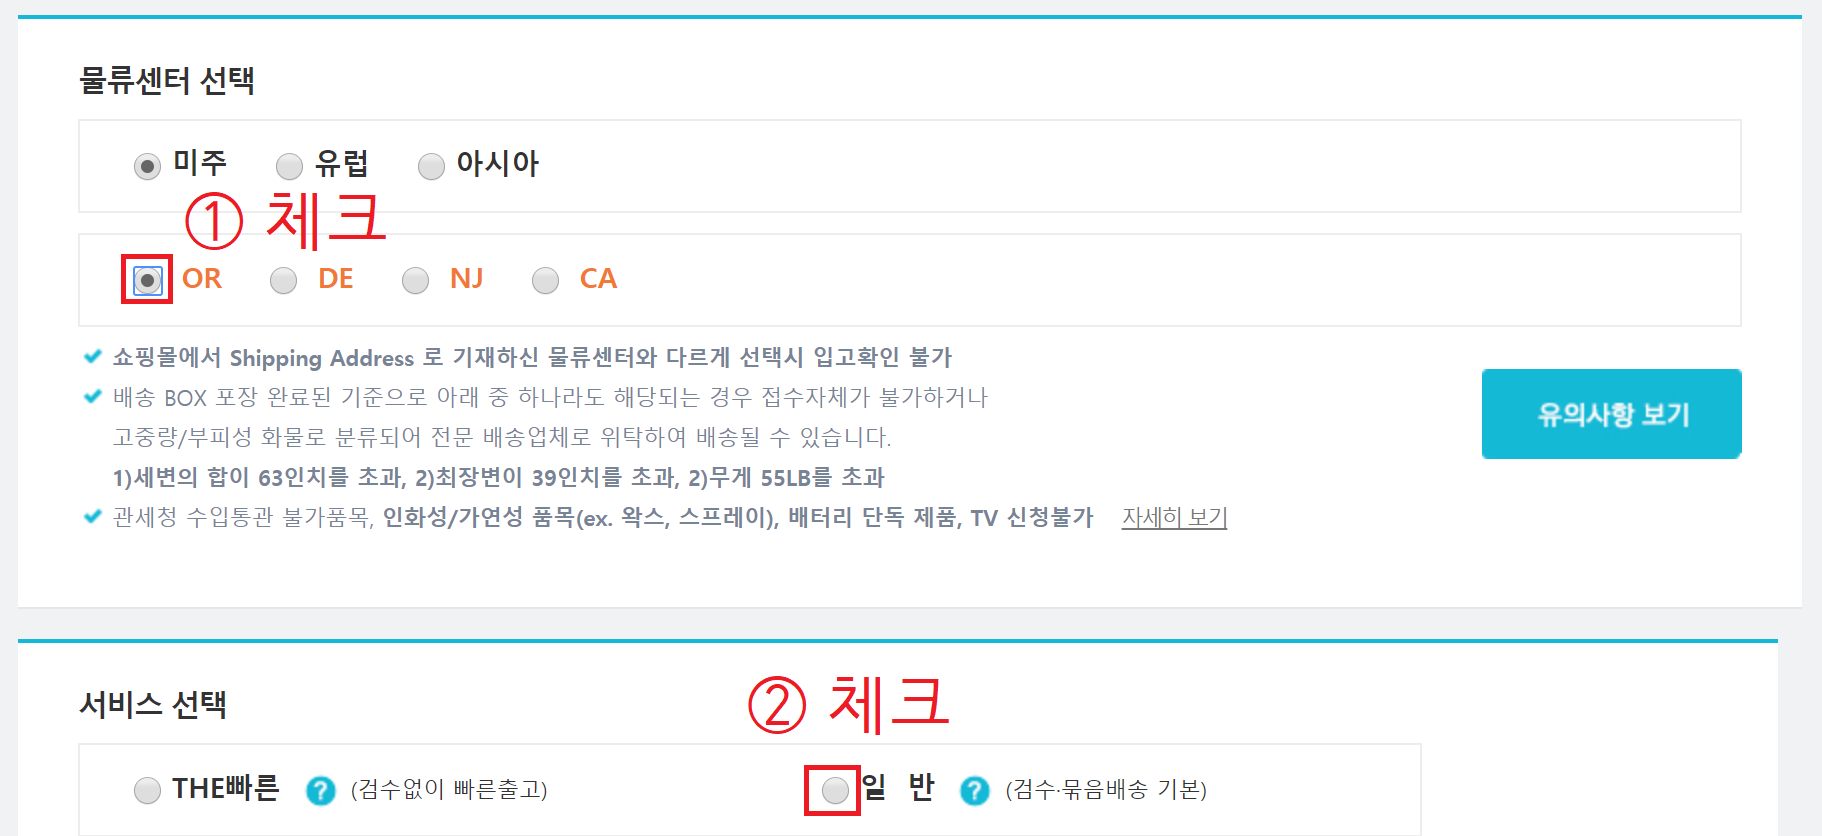 물류센터 선택
미주 유럽 아시아
① 체크
OR DE NJ CA
쇼핑몰에서 Shipping Address 로 기재하신 물류센터와 다르게 선택시 입고확인 불가
배송 BOX 포장 완료된 기준으로 아래 중 하나라도 해당되는 경우 접수자체가 불가하거나
고중량/부피성 화물로 분류되어 전문 배송업체로 위탁하여 배송될 수 있습니다.
유의사항 보기
1)세변의 합이 63인치를 초과, 2)최장변이 39인치를 초과, 2)무게 55LB를 초과
관세청 수입통관 불가품목, 인화성/가연성 품목(ex. 왁스, 스프레이), 배터리 단독 제품, TV 신청불가 자세히 보기
서비스 선택
② 체크
THE빠른 ? (검수없이 빠른출고) 일 반 ? (검수·묶음배송 기본)